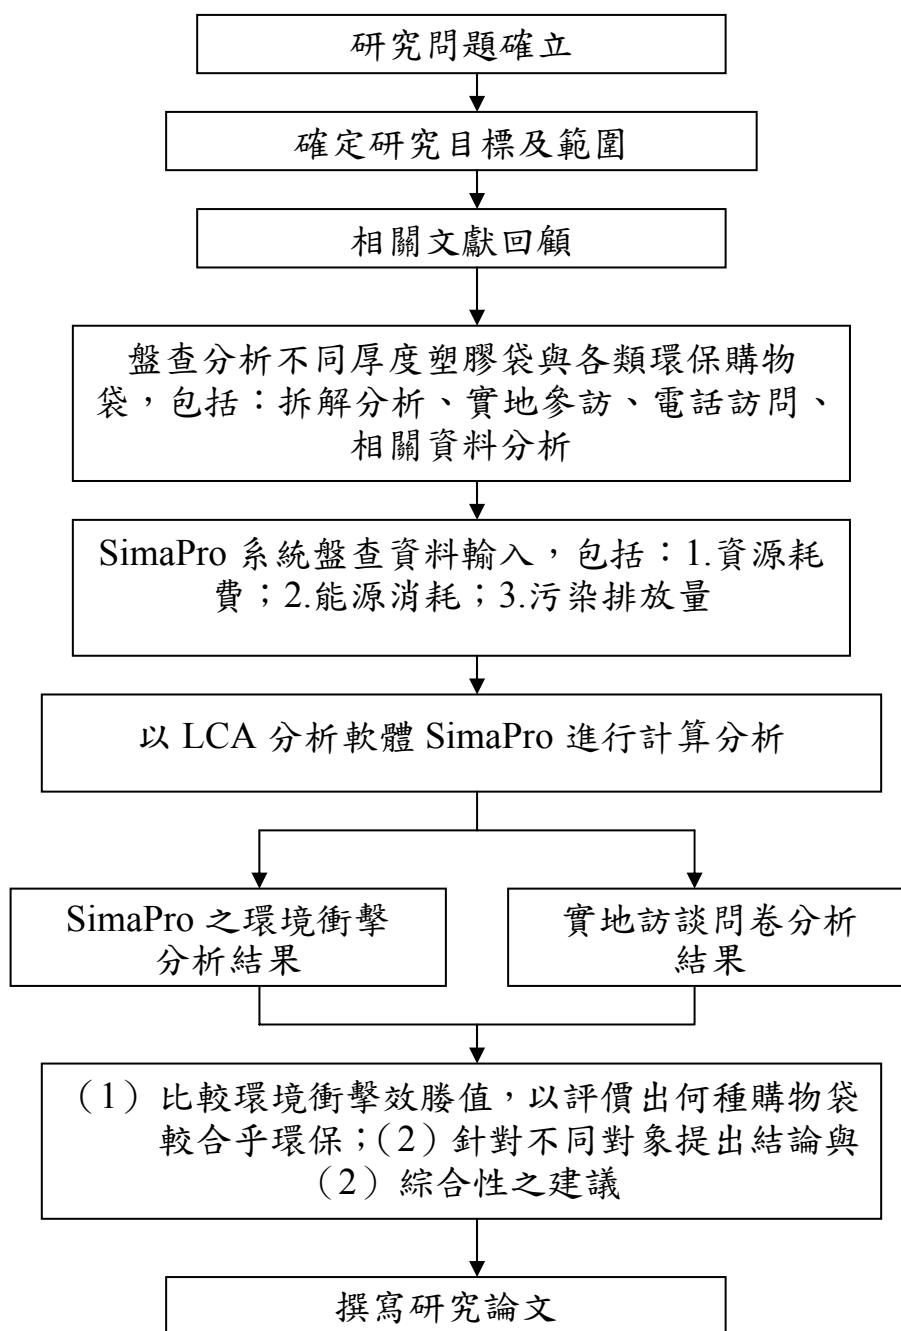 研究問題確立
確定研究目標及範圍
相關文獻回顧
盤查分析不同厚度塑膠袋與各類環保購物
袋，包括：拆解分析、實地參訪、電話訪問、
相關資料分析
SimaPro 系統盤查資料輸入，包括：1.資源耗
費；2.能源消耗；3.污染排放量
以 LCA 分析軟體 SimaPro 進行計算分析
SimaPro 之環境衝擊
分析結果
實地訪談問卷分析
結果
（1）比較環境衝擊效賸值，以評價出何種購物袋
較合乎環保；（2）針對不同對象提出結論與
（2）綜合性之建議
撰寫研究論文